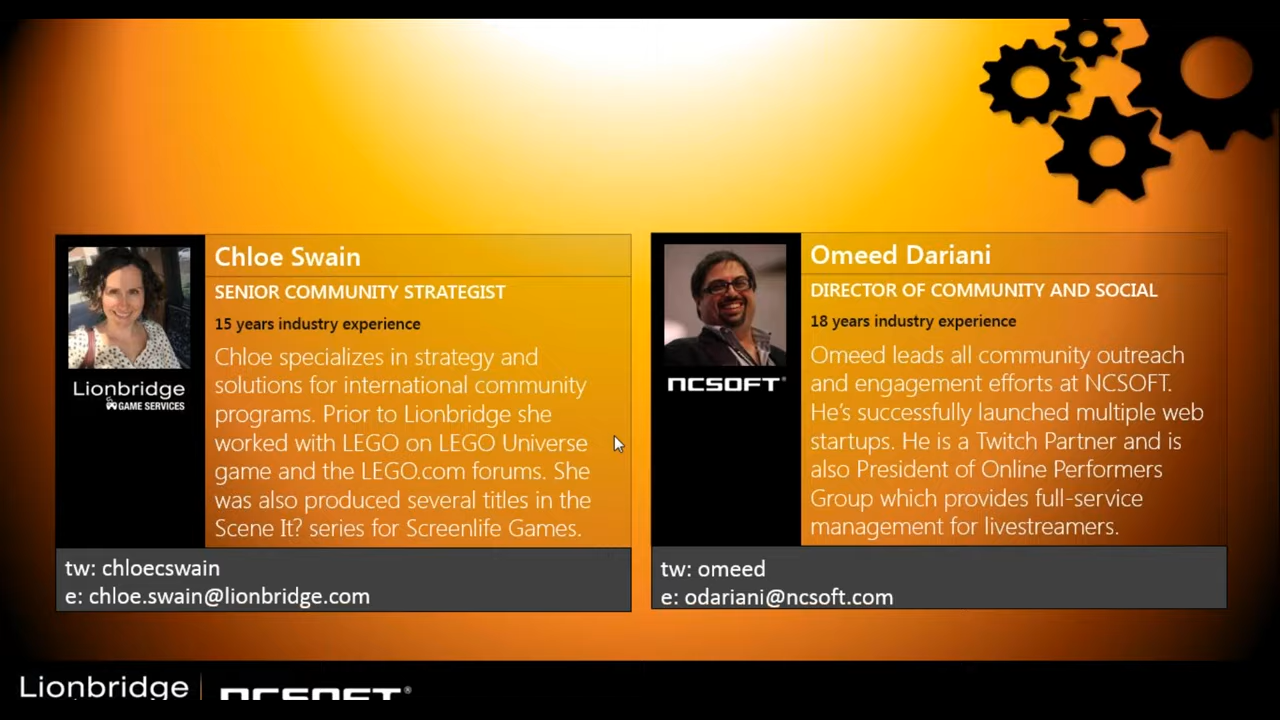 Chloe Swain
SENIOR COMMUNITY STRATEGIST
15 years industry experience
Chloe specializes in strategy and
solutions for international community
programs. Prior to Lionbridge she
worked with LEGO on LEGO Universe
game and the LEGO.com forums. She
was also produced several titles in the
Scene It? series for Screenlife Games.
Lionbridge
GAME SERVICES
tw: chloecswain
e: chloe.swain@lionbridge.com
Omeed Dariani
DIRECTOR OF COMMUNITY AND SOCIAL
18 years industry experience
Omeed leads all community outreach
and engagement efforts at NCSOFT.
He's successfully launched multiple web
startups. He is a Twitch Partner and is
also President of Online Performers
Group which provides full-service
management for livestreamers.
NCSOFT®
tw: omeed
e: odariani@ncsoft.com
Lionbridge | NCSOFT®